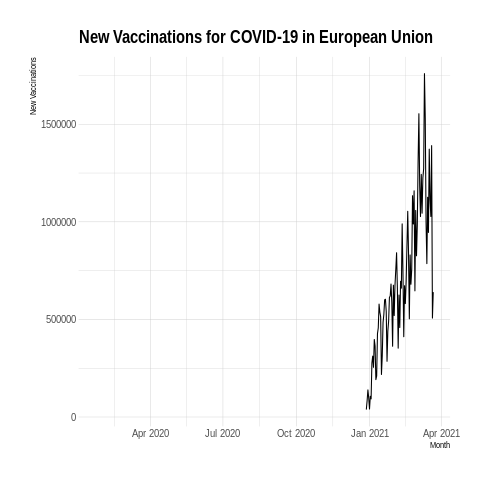 New Vaccinations for COVID-19 in European Union
New Vaccinations
1500000
1000000
500000
0
Apr 2020 Jul 2020 Oct 2020 Jan 2021 Apr 2021
Month